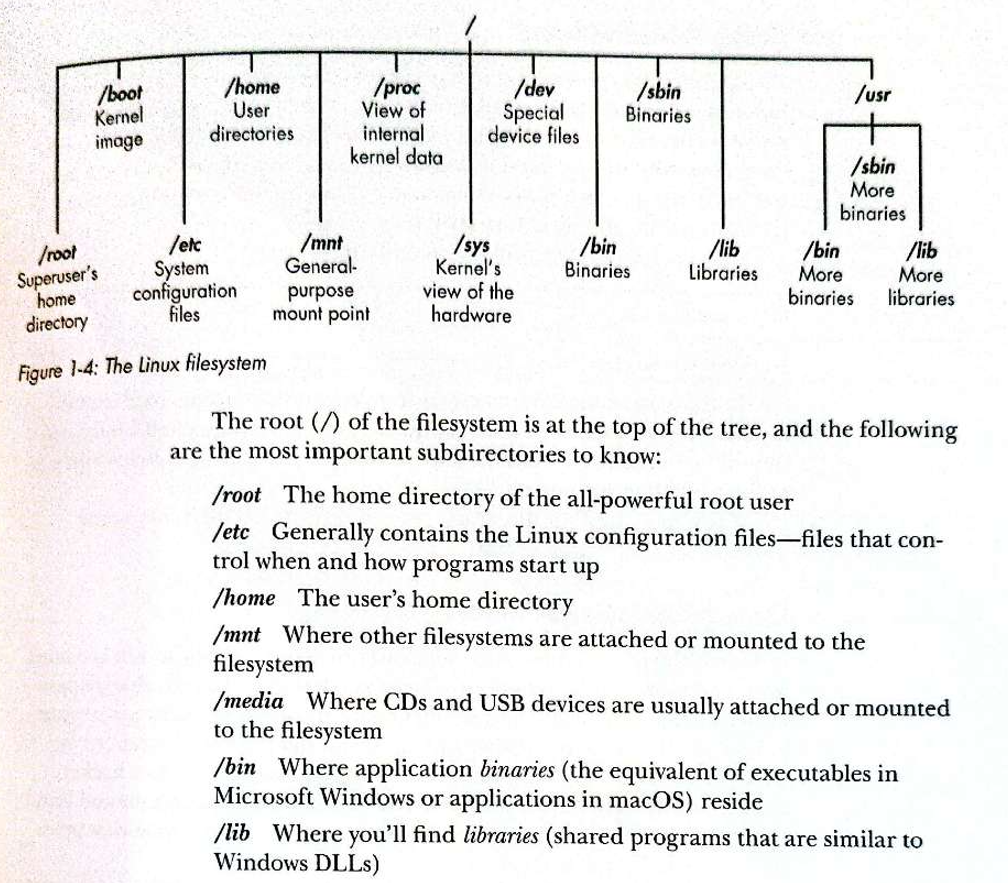 /
/boot
Kernel
image
/home
User
directories
/proc
View of
internal
kernel data
/dev
Special
device files
/sbin
Binaries
/usr
/root
Superuser's
home
directory
/etc
System
configuration
files
/mnt
General-
purpose
mount point
/sys
Kernel's
view of the
hardware
/bin
Binaries
/lib
Libraries
/sbin
More
binaries
/bin
More
binaries
/lib
More
libraries
Figure 1-4: The Linux filesystem
The root (/) of the filesystem is at the top of the tree, and the following
are the most important subdirectories to know:
/root The home directory of the all-powerful root user
/etc Generally contains the Linux configuration files—files that con-
trol when and how programs start up
/home The user's home directory
/mnt Where other filesystems are attached or mounted to the
filesystem
/media Where CDs and USB devices are usually attached or mounted
to the filesystem
/bin Where application binaries (the equivalent of executables in
Microsoft Windows or applications in macOS) reside
/lib Where you'll find libraries (shared programs that are similar to
Windows DLLs)